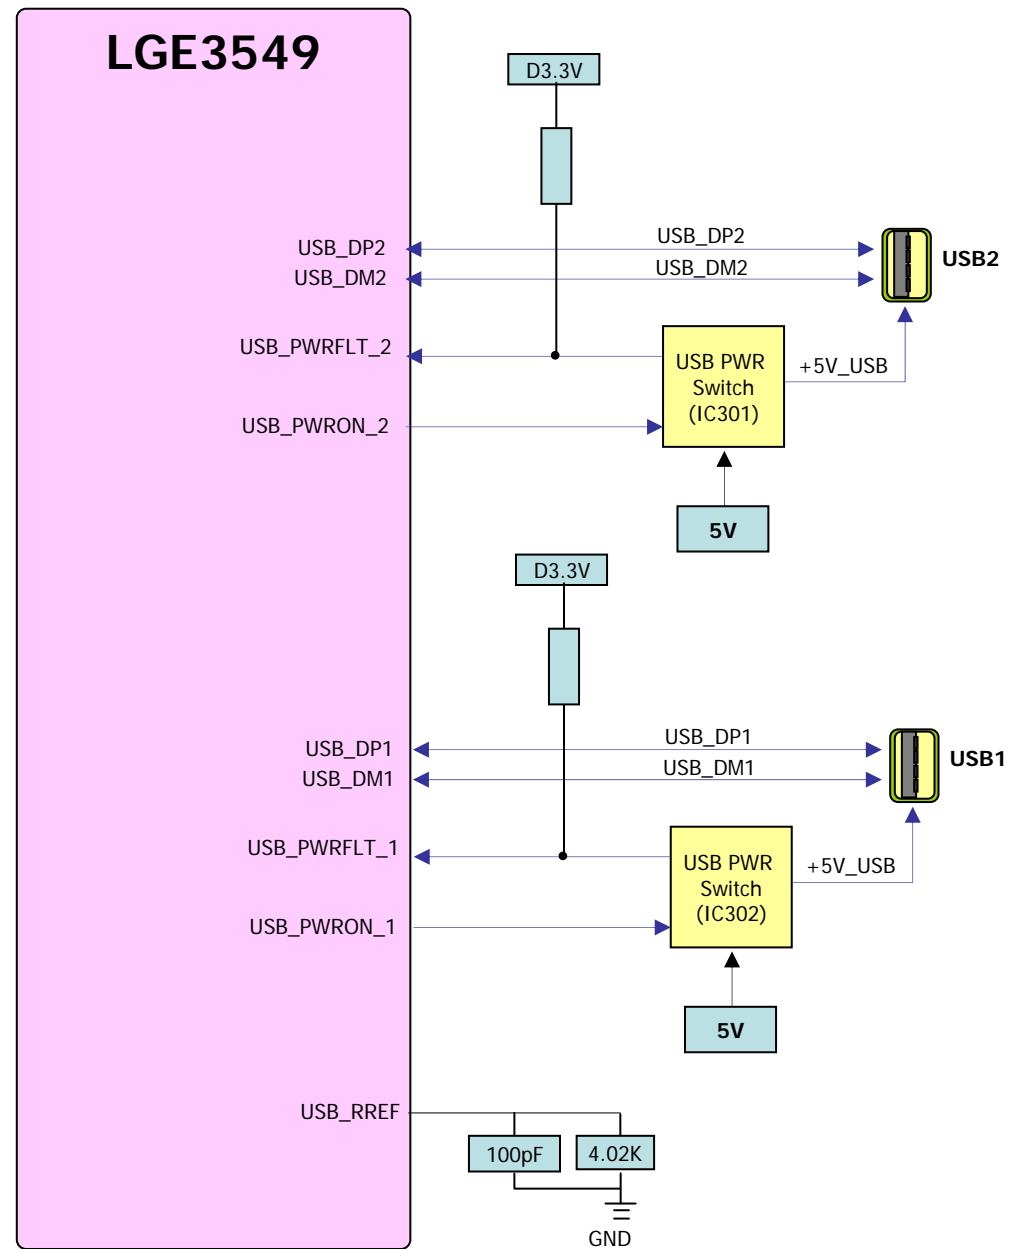 LGE3549
D3.3V
USB_DP2
USB_DP2
USB_DM2
USB_DM2
USB2
USB_PWRFLT_2
USB PWR
Switch
(IC301)
+5V_USB
USB_PWRON_2
5V
D3.3V
USB_DP1
USB_DP1
USB_DM1
USB_DM1
USB1
USB_PWRFLT_1
USB PWR
Switch
(IC302)
+5V_USB
USB_PWRON_1
5V
USB_RREF
100pF
4.02K
GND